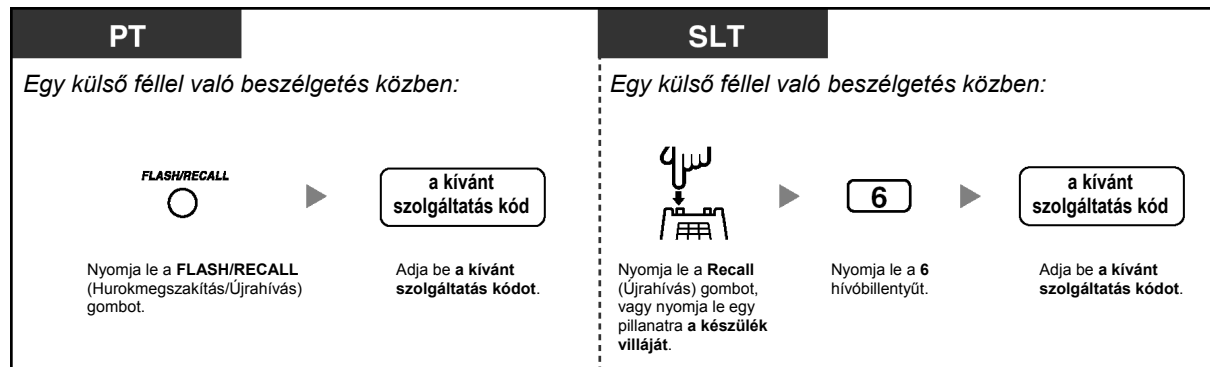 PT
Egy külső féllel való beszélgetés közben:
FLASH/RECALL
a kívánt
szolgáltatás kód
Nyomja le a FLASH/RECALL
(Hurokmegszakítás/Újrahívás)
gombot.
Adja be a kívánt
szolgáltatás kódot.
SLT
Egy külső féllel való beszélgetés közben:
6
a kívánt
szolgáltatás kód
Nyomja le a Recall
(Újrahívás) gombot,
vagy nyomja le egy
pillanatra a készülék
villáját.
Nyomja le a 6
hívóbillentyűt.
Adja be a kívánt
szolgáltatás kódot.